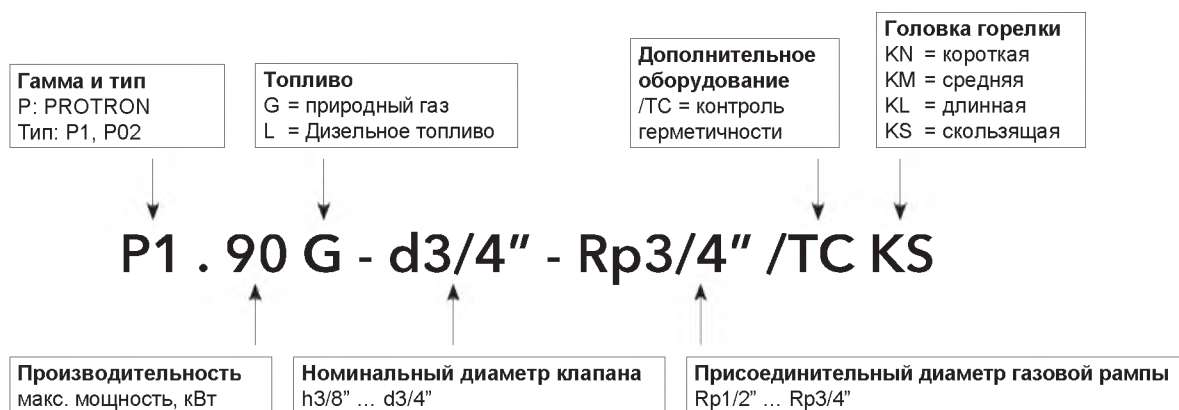 Гамма и тип
P: PROTRON
Тип: P1, P02
Топливо
G = природный газ
L = Дизельное топливо
Дополнительное
оборудование
/TC = контроль
герметичности
Головка горелки
KN = короткая
KM = средняя
KL = длинная
KS = скользящая
P1 . 90 G - d3/4” - Rp3/4” /TC KS
Производительность
макс. мощность, кВт
Номинальный диаметр клапана
h3/8” ... d3/4”
Присоединительный диаметр газовой рампы
Rp1/2” ... Rp3/4”